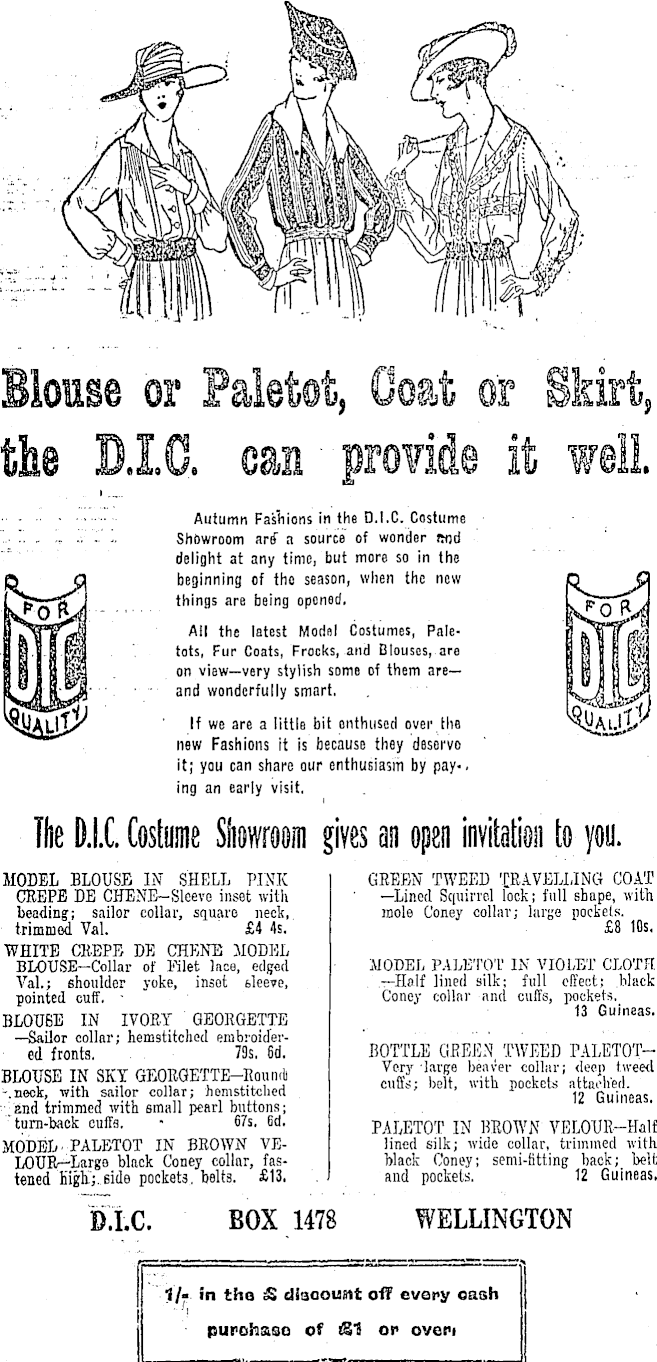 Blouse or Paletot, Coat or Skirt,
the D.I.C. can provide it well.
Autumn Fashions in the D.I.C. Costume
Showroom are a source of wonder and
delight at any time, but more so in the
beginning of the season, when the new
things are being opened.
All the latest Model Costumes, Pale-
tots, Fur Coats, Frocks, and Blouses, are
on view—very stylish some of them are—
and wonderfully smart.
If we are a little bit enthused over the
new Fashions it is because they deserve
it; you can share our enthusiasm by pay-
ing an early visit.
FOR
DIC
QUALITY
FOR
DIC
QUALITY
The D.I.C. Costume Showroom gives an open invitation to you.
MODEL BLOUSE IN SHELL PINK
CREPE DE CHENE—Sleeve inset with
beading; sailor collar, square neck,
trimmed Val. £4 4s.
WHITE CREPE DE CHENE MODEL
BLOUSE—Collar of Filet lace, edged
Val.; shoulder yoke, inset sleeve,
pointed cuff.
BLOUSE IN IVORY GEORGETTE
—Sailor collar; hemstitched embroider-
ed fronts. 79s. 6d.
BLOUSE IN SKY GEORGETTE—Round
neck, with sailor collar; hemstitched
and trimmed with small pearl buttons;
turn-back cuffs. 67s. 6d.
MODEL PALETOT IN BROWN VE-
LOUR—Large black Coney collar, fas-
tened high; side pockets, belts. £13.
GREEN TWEED TRAVELLING COAT
—Lined Squirrel lock; full shape, with
mole Coney collar; large pockets.
£8 10s.
MODEL PALETOT IN VIOLET CLOTH
—Half lined silk; full effect; black
Coney collar and cuffs, pockets.
13 Guineas.
BOTTLE GREEN TWEED PALETOT—
Very large beaver collar; deep tweed
cuffs; belt, with pockets attached.
12 Guineas.
PALETOT IN BROWN VELOUR—Half
lined silk; wide collar, trimmed with
black Coney; semi-fitting back; belt
and pockets. 12 Guineas.
D.I.C. BOX 1478 WELLINGTON
1/- in the £ discount off every cash
purchase of £1 or over.